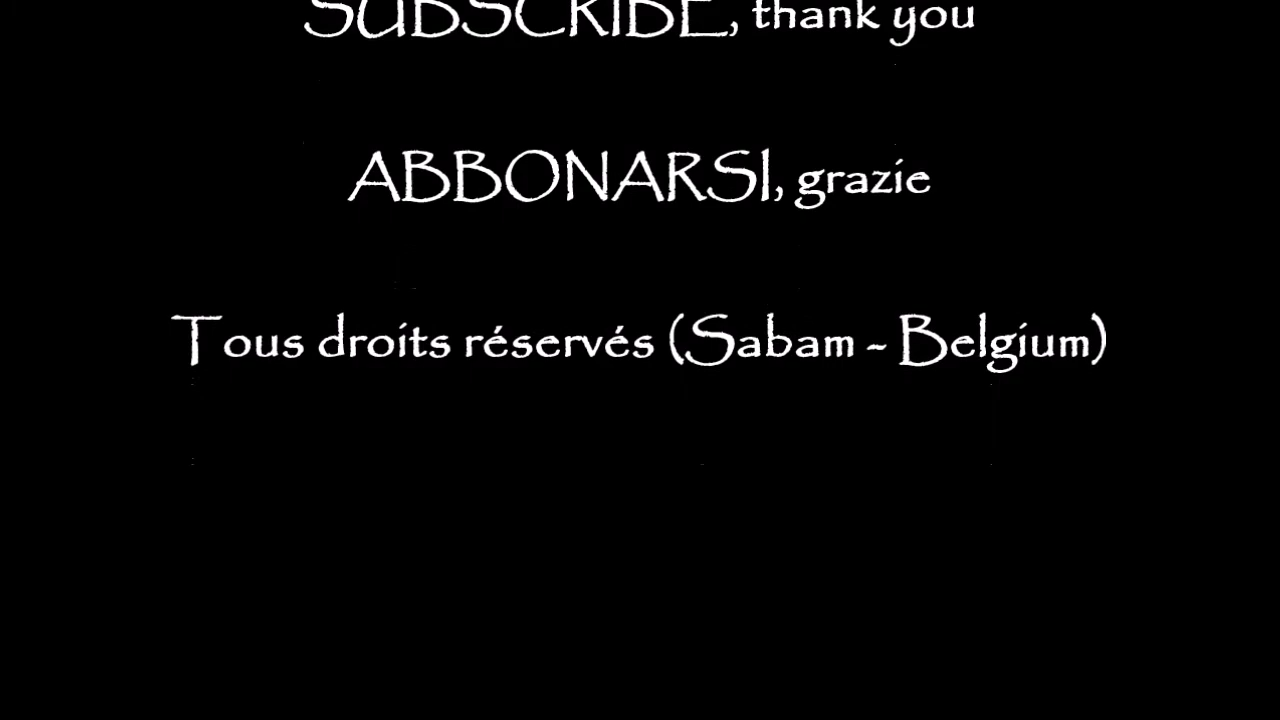 SUBSCRIBE, thank you
ABBONARSI, grazie
Tous droits réservés (Sabam - Belgium)